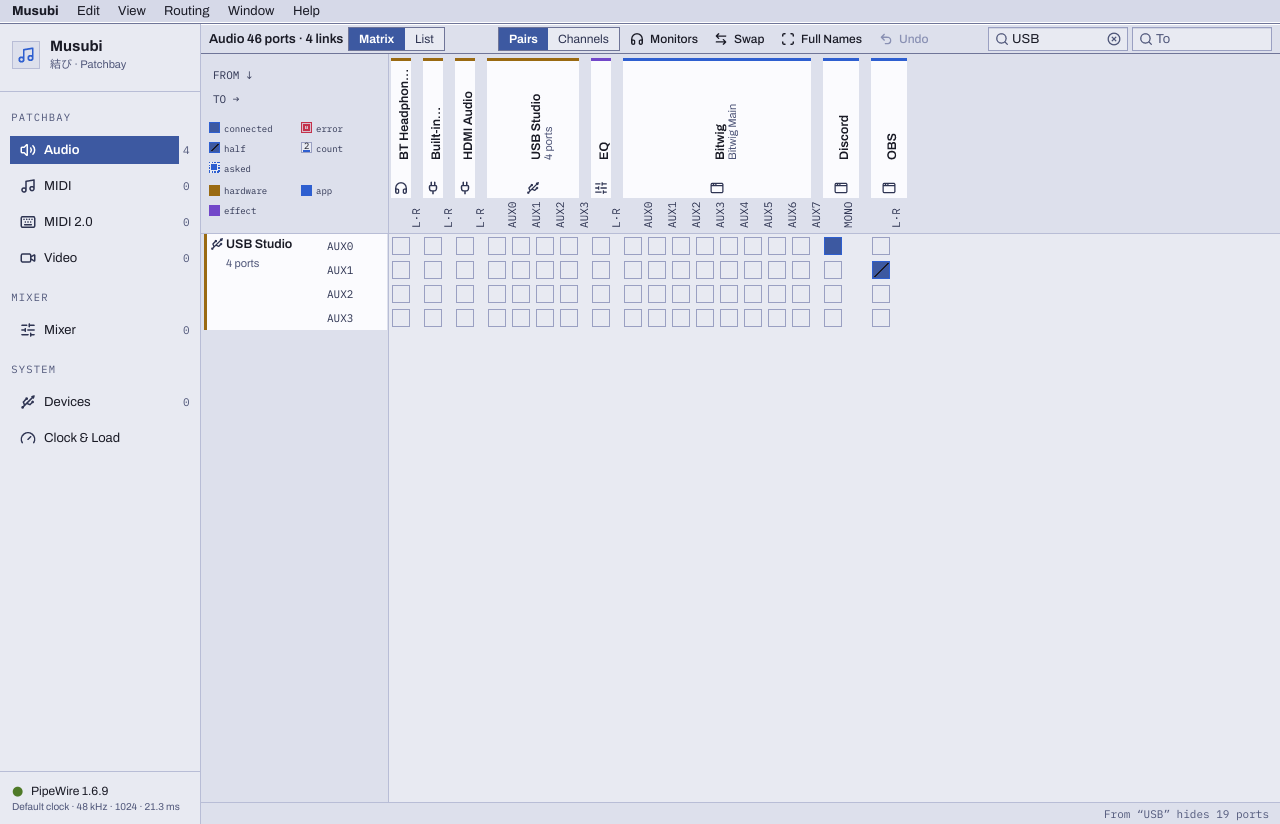 Musubi Edit View Routing Window Help
Musubi
結び · Patchbay
Audio 46 ports · 4 links Matrix List Pairs Channels Monitors Swap Full Names Undo USB To
PATCHBAY
Audio 4
MIDI 0
MIDI 2.0 0
Video 0
MIXER
Mixer 0
SYSTEM
Devices 0
Clock & Load
PipeWire 1.6.9
Default clock · 48 kHz · 1024 · 21.3 ms
FROM ↓
TO →
connected error
half 2 count
asked
hardware app
effect
BT Headphon…
Built-in…
HDMI Audio
USB Studio
4 ports
EQ
Bitwig
Bitwig Main
Discord
OBS
L·R L·R L·R AUX0 AUX1 AUX2 AUX3 L·R AUX0 AUX1 AUX2 AUX3 AUX4 AUX5 AUX6 AUX7 MONO L·R
USB Studio AUX0
4 ports AUX1
AUX2
AUX3
From “USB” hides 19 ports